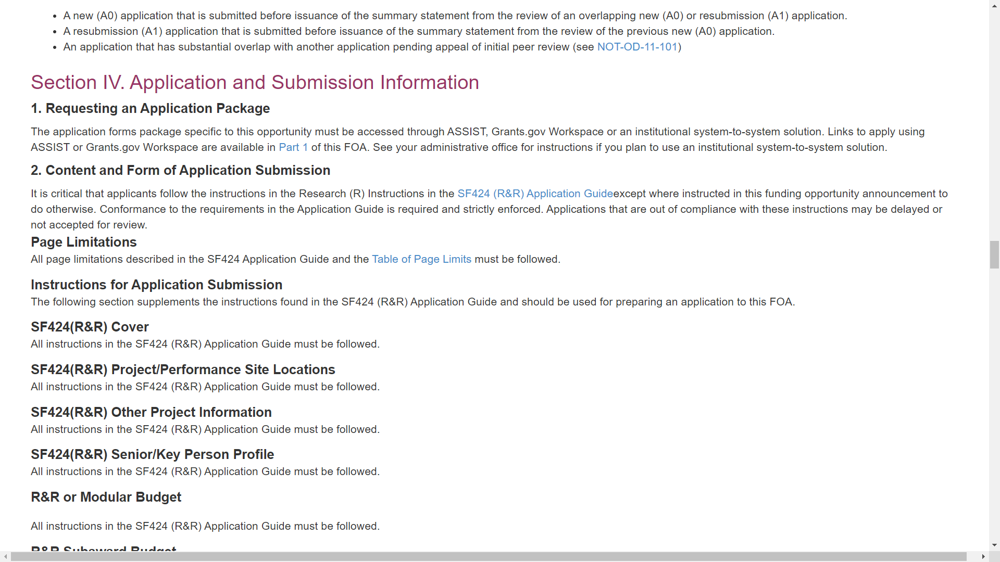 • A new (A0) application that is submitted before issuance of the summary statement from the review of an overlapping new (A0) or resubmission (A1) application.
• A resubmission (A1) application that is submitted before issuance of the summary statement from the review of the previous new (A0) application.
• An application that has substantial overlap with another application pending appeal of initial peer review (see NOT-OD-11-101)
Section IV. Application and Submission Information
1. Requesting an Application Package
The application forms package specific to this opportunity must be accessed through ASSIST, Grants.gov Workspace or an institutional system-to-system solution. Links to apply using
ASSIST or Grants.gov Workspace are available in Part 1 of this FOA. See your administrative office for instructions if you plan to use an institutional system-to-system solution.
2. Content and Form of Application Submission
It is critical that applicants follow the instructions in the Research (R) Instructions in the SF424 (R&R) Application Guideexcept where instructed in this funding opportunity announcement to
do otherwise. Conformance to the requirements in the Application Guide is required and strictly enforced. Applications that are out of compliance with these instructions may be delayed or
not accepted for review.
Page Limitations
All page limitations described in the SF424 Application Guide and the Table of Page Limits must be followed.
Instructions for Application Submission
The following section supplements the instructions found in the SF424 (R&R) Application Guide and should be used for preparing an application to this FOA.
SF424(R&R) Cover
All instructions in the SF424 (R&R) Application Guide must be followed.
SF424(R&R) Project/Performance Site Locations
All instructions in the SF424 (R&R) Application Guide must be followed.
SF424(R&R) Other Project Information
All instructions in the SF424 (R&R) Application Guide must be followed.
SF424(R&R) Senior/Key Person Profile
All instructions in the SF424 (R&R) Application Guide must be followed.
R&R or Modular Budget
All instructions in the SF424 (R&R) Application Guide must be followed.
R&R Subaward Budget